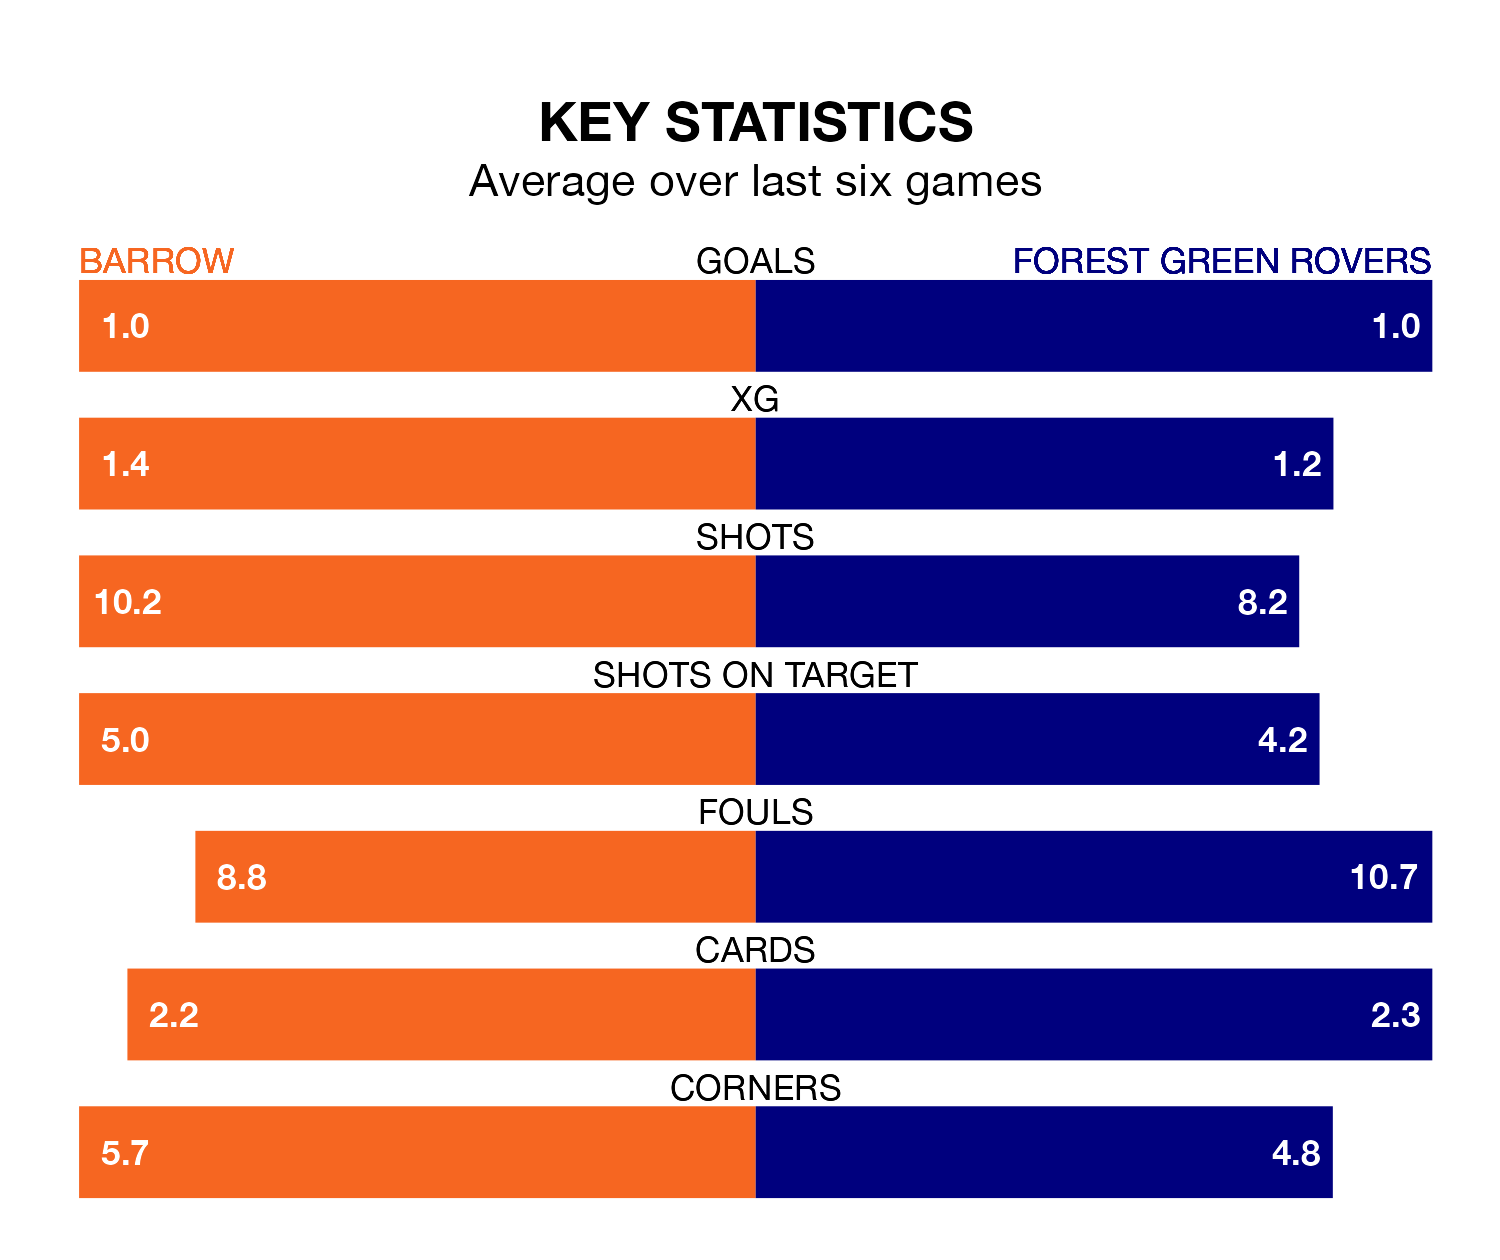 KEY STATISTICS
Average over last six games
BARROW GOALS FOREST GREEN ROVERS
1.0 1.0
XG
1.4 1.2
SHOTS
10.2 8.2
SHOTS ON TARGET
5.0 4.2
FOULS
8.8 10.7
CARDS
2.2 2.3
CORNERS
5.7 4.8